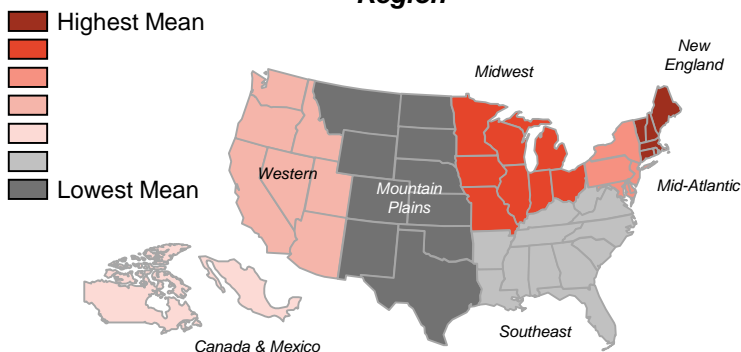 Region
Highest Mean
New
England
Midwest
Western
Mountain
Plains
Mid-Atlantic
Lowest Mean
Southeast
Canada & Mexico